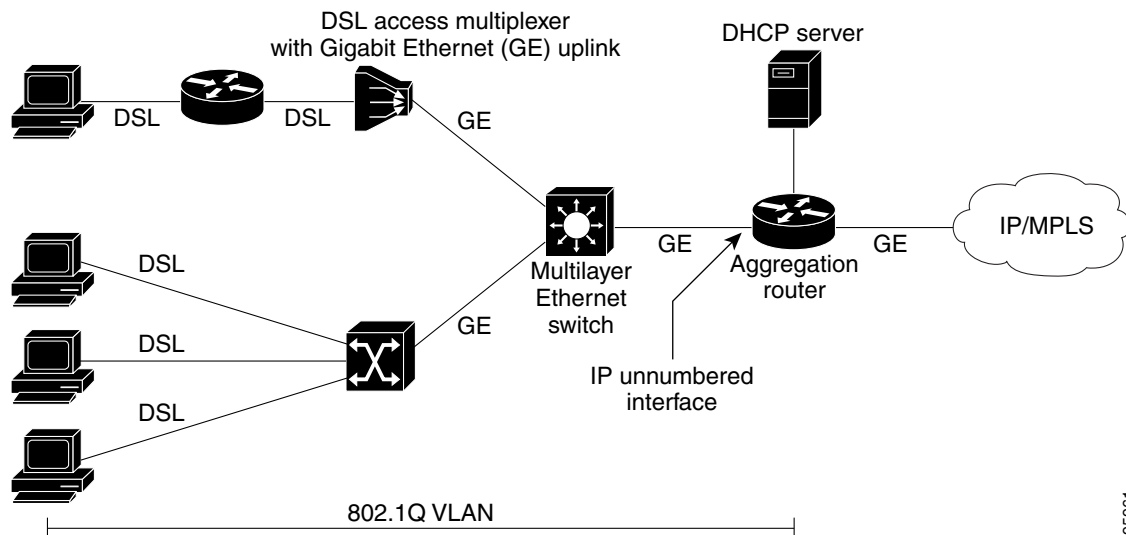 DSL access multiplexer
with Gigabit Ethernet (GE) uplink
DHCP server
DSL
DSL
GE
DSL
DSL
DSL
GE
Multilayer
Ethernet
switch
GE
Aggregation
router
GE
IP/MPLS
IP unnumbered
interface
802.1Q VLAN